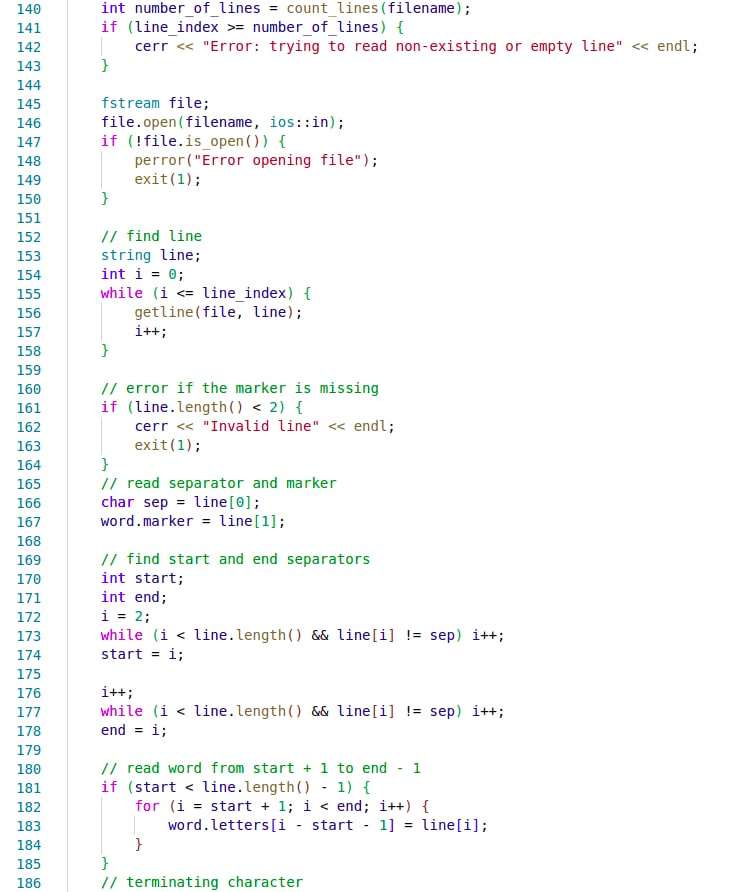 140 int number_of_lines = count_lines(filename);
141 if (line_index >= number_of_lines) {
142 cerr << "Error: trying to read non-existing or empty line" << endl;
143 }
144
145 fstream file;
146 file.open(filename, ios::in);
147 if (!file.is_open()) {
148 perror("Error opening file");
149 exit(1);
150 }
151
152 // find line
153 string line;
154 int i = 0;
155 while (i <= line_index) {
156 getline(file, line);
157 i++;
158 }
159
160 // error if the marker is missing
161 if (line.length() < 2) {
162 cerr << "Invalid line" << endl;
163 exit(1);
164 }
165 // read separator and marker
166 char sep = line[0];
167 word.marker = line[1];
168
169 // find start and end separators
170 int start;
171 int end;
172 i = 2;
173 while (i < line.length() && line[i] != sep) i++;
174 start = i;
175
176 i++;
177 while (i < line.length() && line[i] != sep) i++;
178 end = i;
179
180 // read word from start + 1 to end - 1
181 if (start < line.length() - 1) {
182 for (i = start + 1; i < end; i++) {
183 word.letters[i - start - 1] = line[i];
184 }
185 }
186 // terminating character